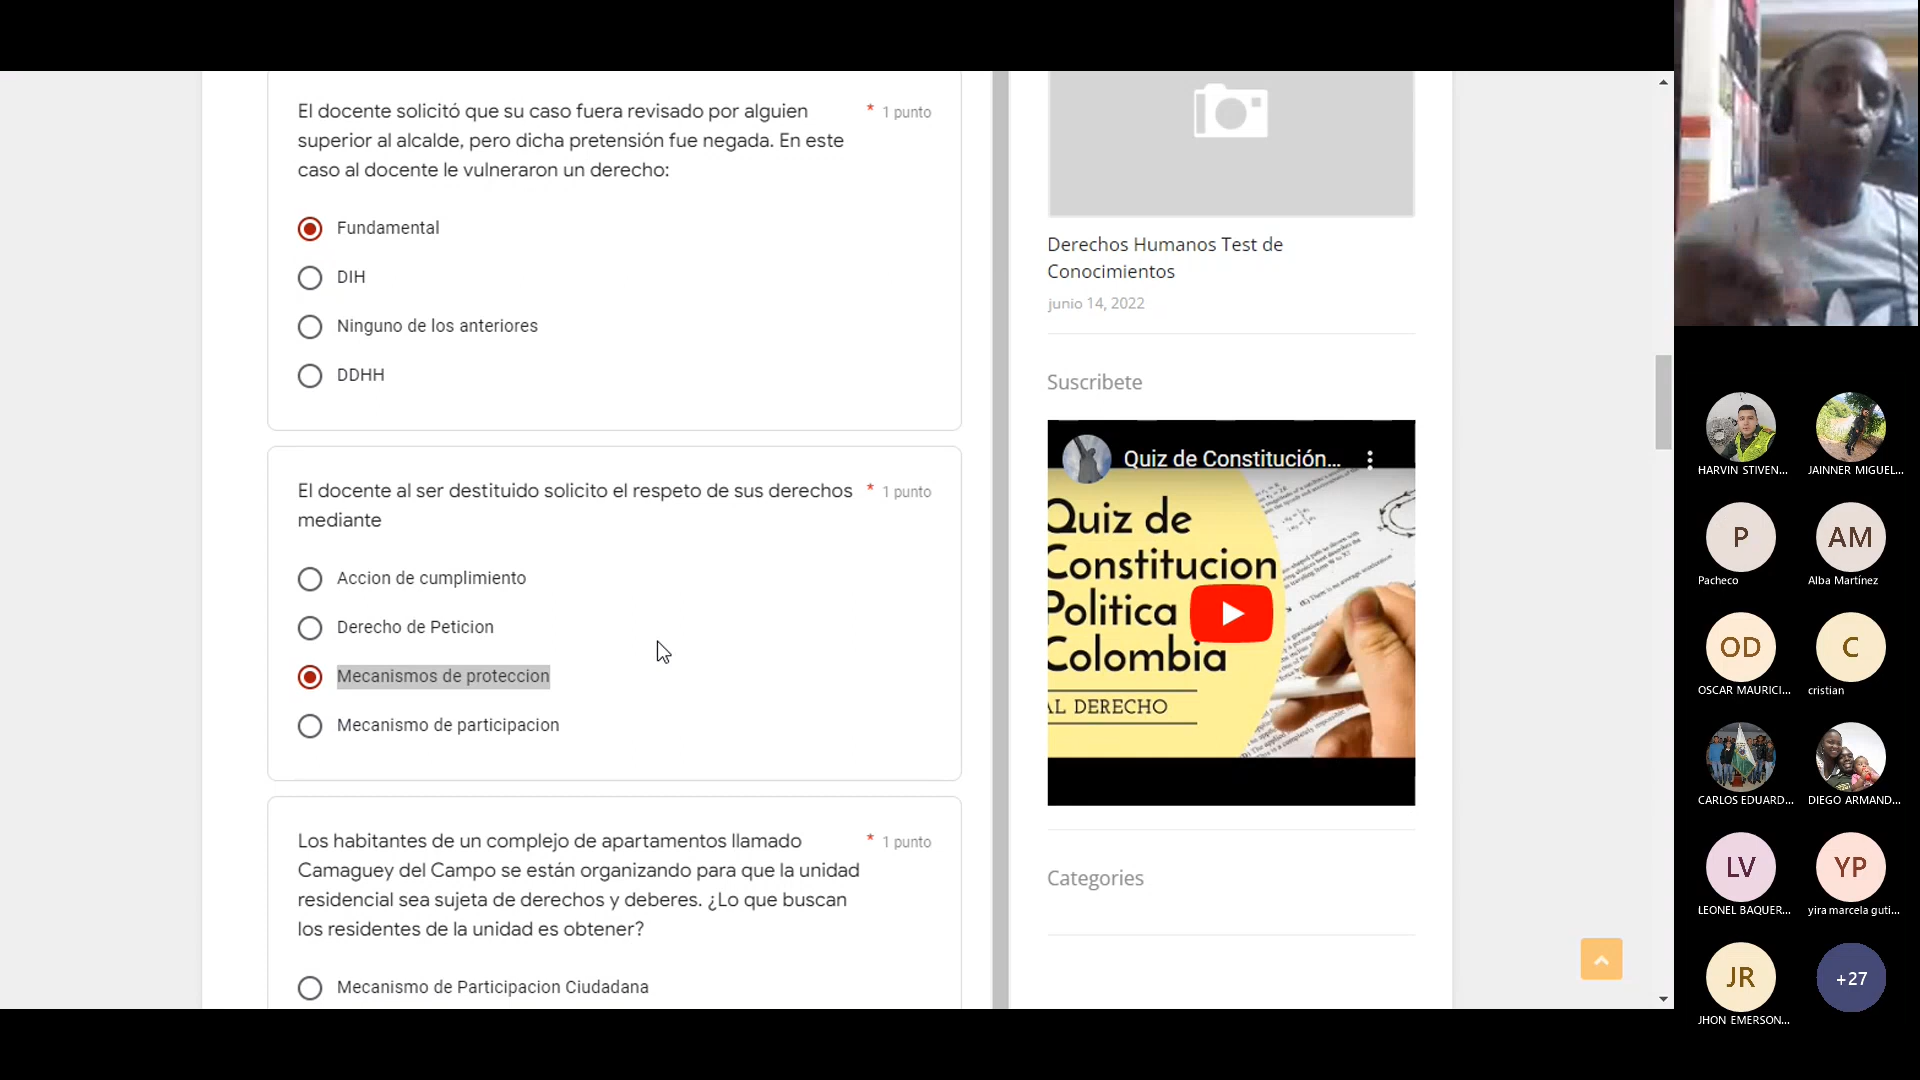 El docente solicitó que su caso fuera revisado por alguien
superior al alcalde, pero dicha pretensión fue negada. En este
caso al docente le vulneraron un derecho:
* 1 punto
Fundamental
DIH
Ninguno de los anteriores
DDHH
El docente al ser destituido solicito el respeto de sus derechos
mediante
* 1 punto
Accion de cumplimiento
Derecho de Peticion
Mecanismos de proteccion
Mecanismo de participacion
Los habitantes de un complejo de apartamentos llamado
Camaguey del Campo se están organizando para que la unidad
residencial sea sujeta de derechos y deberes. ¿Lo que buscan
los residentes de la unidad es obtener?
* 1 punto
Mecanismo de Participacion Ciudadana
Derechos Humanos Test de
Conocimientos
junio 14, 2022
Suscribete
Quiz de Constitución...
Quiz de
Constitucion
Politica
Colombia
AL DERECHO
Categories
HARVIN STIVEN...
JAINNER MIGUEL...
P
Pacheco
AM
Alba Martínez
OD
OSCAR MAURICI...
C
cristian
CARLOS EDUARD...
DIEGO ARMAND...
LV
LEONEL BAQUER...
YP
yira marcela guti...
JR
JHON EMERSON...
+27